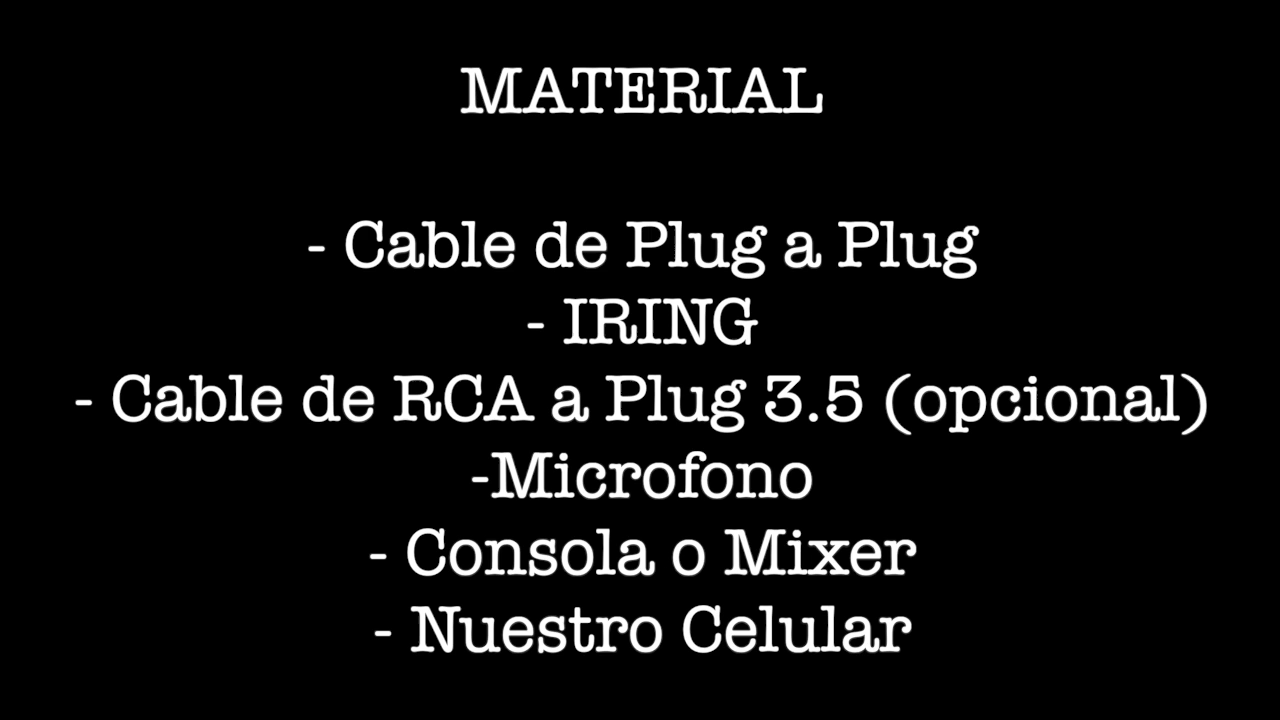 MATERIAL
- Cable de Plug a Plug
- IRING
- Cable de RCA a Plug 3.5 (opcional)
-Microfono
- Consola o Mixer
- Nuestro Celular